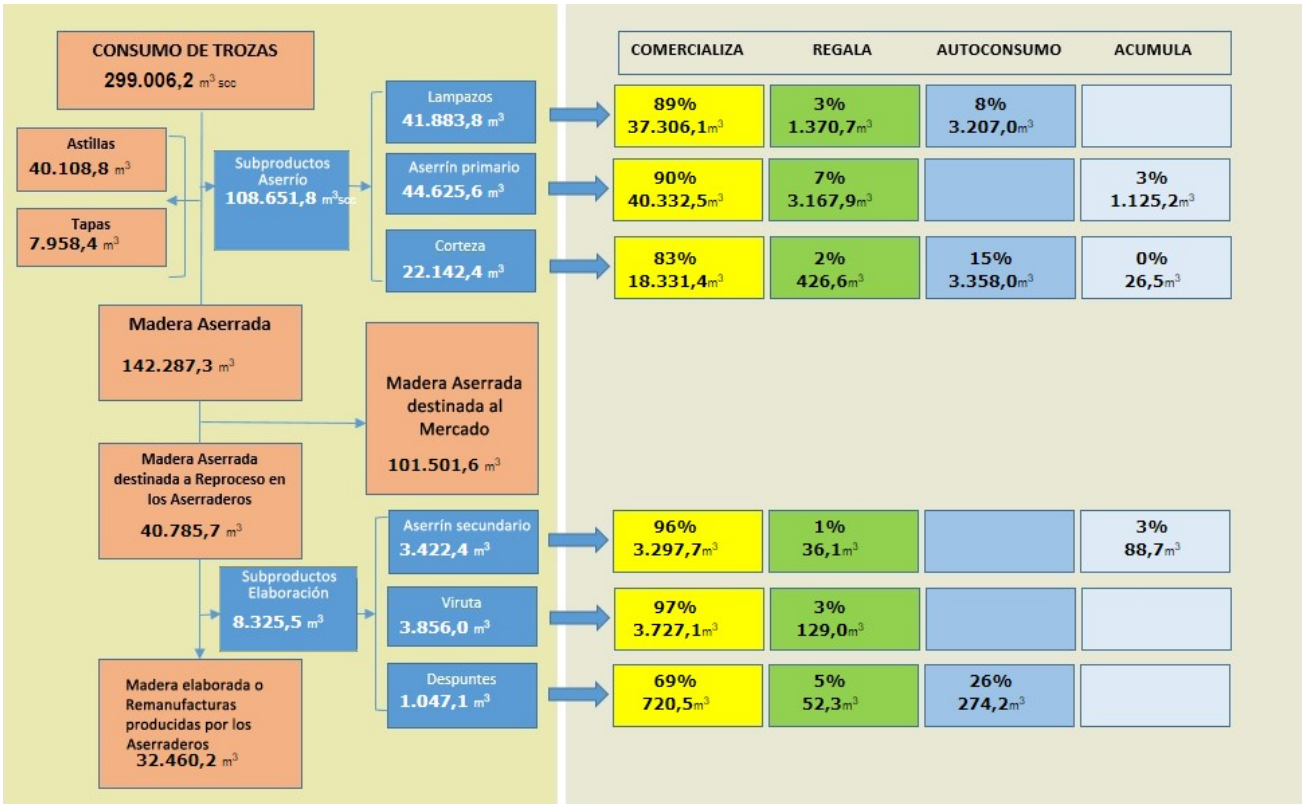 CONSUMO DE TROZAS
299.006,2 m³ scc
Astillas
40.108,8 m³
Tapas
7.958,4 m³
Subproductos
Aserrío
108.651,8 m³scc
Lampazos
41.883,8 m³
Aserrín primario
44.625,6 m³
Corteza
22.142,4 m³
Madera Aserrada
142.287,3 m³
Madera Aserrada
destinada al
Mercado
101.501,6 m³
Madera Aserrada
destinada a Reproceso en
los Aserraderos
40.785,7 m³
Subproductos
Elaboración
8.325,5 m³
Aserrín secundario
3.422,4 m³
Viruta
3.856,0 m³
Despuntes
1.047,1 m³
Madera elaborada o
Remanufacturas
producidas por los
Aserraderos
32.460,2 m³
COMERCIALIZA REGALA AUTOCONSUMO ACUMULA
89% 3% 8%
37.306,1m³ 1.370,7m³ 3.207,0m³
90% 7% 3%
40.332,5m³ 3.167,9m³ 1.125,2m³
83% 2% 15% 0%
18.331,4m³ 426,6m³ 3.358,0m³ 26,5m³
96% 1% 3%
3.297,7m³ 36,1m³ 88,7m³
97% 3%
3.727,1m³ 129,0m³
69% 5% 26%
720,5m³ 52,3m³ 274,2m³